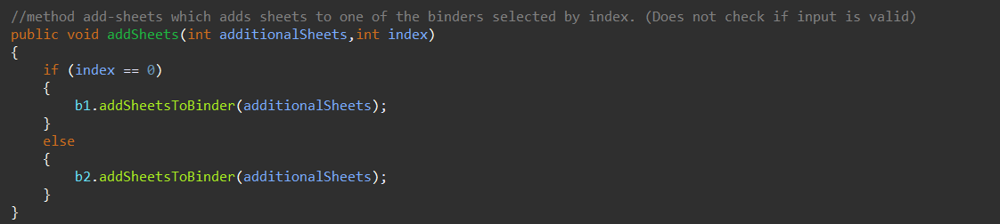 //method add-sheets which adds sheets to one of the binders selected by index. (Does not check if input is valid)
public void addSheets(int additionalSheets,int index)
{
    if (index == 0)
    {
        b1.addSheetsToBinder(additionalSheets);
    }
    else
    {
        b2.addSheetsToBinder(additionalSheets);
    }
}